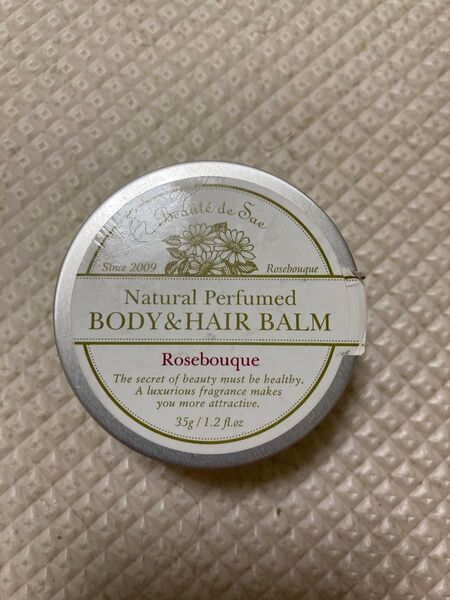 La Beauté de Sae
Since 2009 Rosebouque
Natural Perfumed
BODY&HAIR BALM
Rosebouque
The secret of beauty must be healthy.
A luxurious fragrance makes
you more attractive.
35g / 1.2 fl.oz